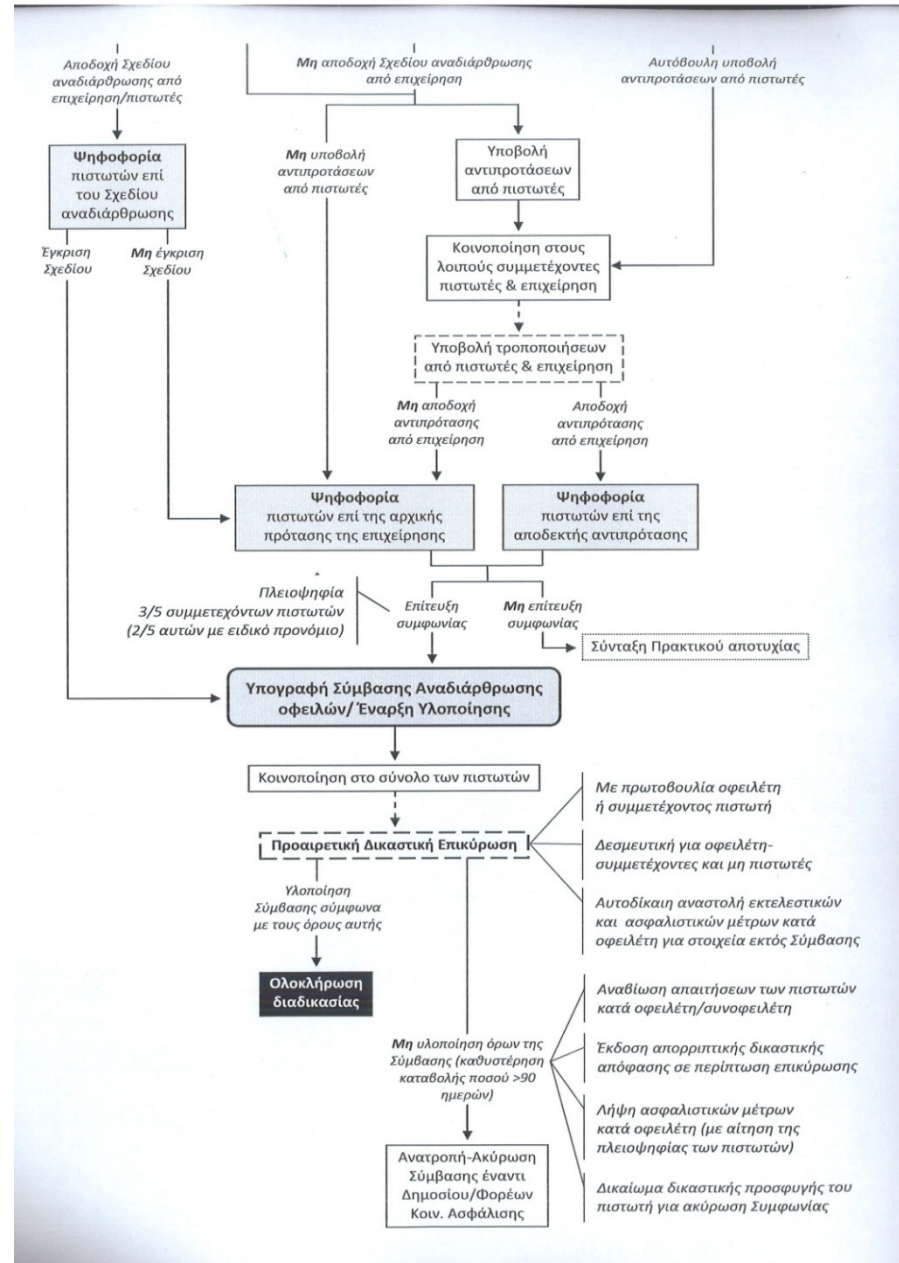 Αποδοχή Σχεδίου
αναδιάρθρωσης από
επιχείρηση/πιστωτές
Μη αποδοχή Σχεδίου αναδιάρθρωσης
από επιχείρηση
Αυτόβουλη υποβολή
αντιπροτάσεων από πιστωτές
Ψηφοφορία
πιστωτών επί
του Σχεδίου
αναδιάρθρωσης
Μη υποβολή
αντιπροτάσεων
από πιστωτές
Υποβολή
αντιπροτάσεων
από πιστωτές
Έγκριση
Σχεδίου
Μη έγκριση
Σχεδίου
Κοινοποίηση στους
λοιπούς συμμετέχοντες
πιστωτές & επιχείρηση
Υποβολή τροποποιήσεων
από πιστωτές & επιχείρηση
Μη αποδοχή
αντιπρότασης
από επιχείρηση
Αποδοχή
αντιπρότασης
από επιχείρηση
Ψηφοφορία
πιστωτών επί της αρχικής
πρότασης της επιχείρησης
Ψηφοφορία
πιστωτών επί της
αποδεκτής αντιπρότασης
Πλειοψηφία
3/5 συμμετεχόντων πιστωτών
(2/5 αυτών με ειδικό προνόμιο)
Επίτευξη
συμφωνίας
Μη επίτευξη
συμφωνίας
Σύνταξη Πρακτικού αποτυχίας
Υπογραφή Σύμβασης Αναδιάρθρωσης
οφειλών/ Έναρξη Υλοποίησης
Κοινοποίηση στο σύνολο των πιστωτών
Προαιρετική Δικαστική Επικύρωση
Με πρωτοβουλία οφειλέτη
ή συμμετέχοντος πιστωτή
Δεσμευτική για οφειλέτη-
συμμετέχοντες και μη πιστωτές
Αυτοδίκαιη αναστολή εκτελεστικών
και ασφαλιστικών μέτρων κατά
οφειλέτη για στοιχεία εκτός Σύμβασης
Υλοποίηση
Σύμβασης σύμφωνα
με τους όρους αυτής
Ολοκλήρωση
διαδικασίας
Μη υλοποίηση όρων της
Σύμβασης (καθυστέρηση
καταβολής ποσού >90
ημερών)
Αναβίωση απαιτήσεων των πιστωτών
κατά οφειλέτη/συνοφειλέτη
Έκδοση απορριπτικής δικαστικής
απόφασης σε περίπτωση επικύρωσης
Λήψη ασφαλιστικών μέτρων
κατά οφειλέτη (με αίτηση της
πλειοψηφίας των πιστωτών)
Δικαίωμα δικαστικής προσφυγής του
πιστωτή για ακύρωση Συμφωνίας
Ανατροπή-Ακύρωση
Σύμβασης έναντι
Δημοσίου/Φορέων
Κοιν. Ασφάλισης